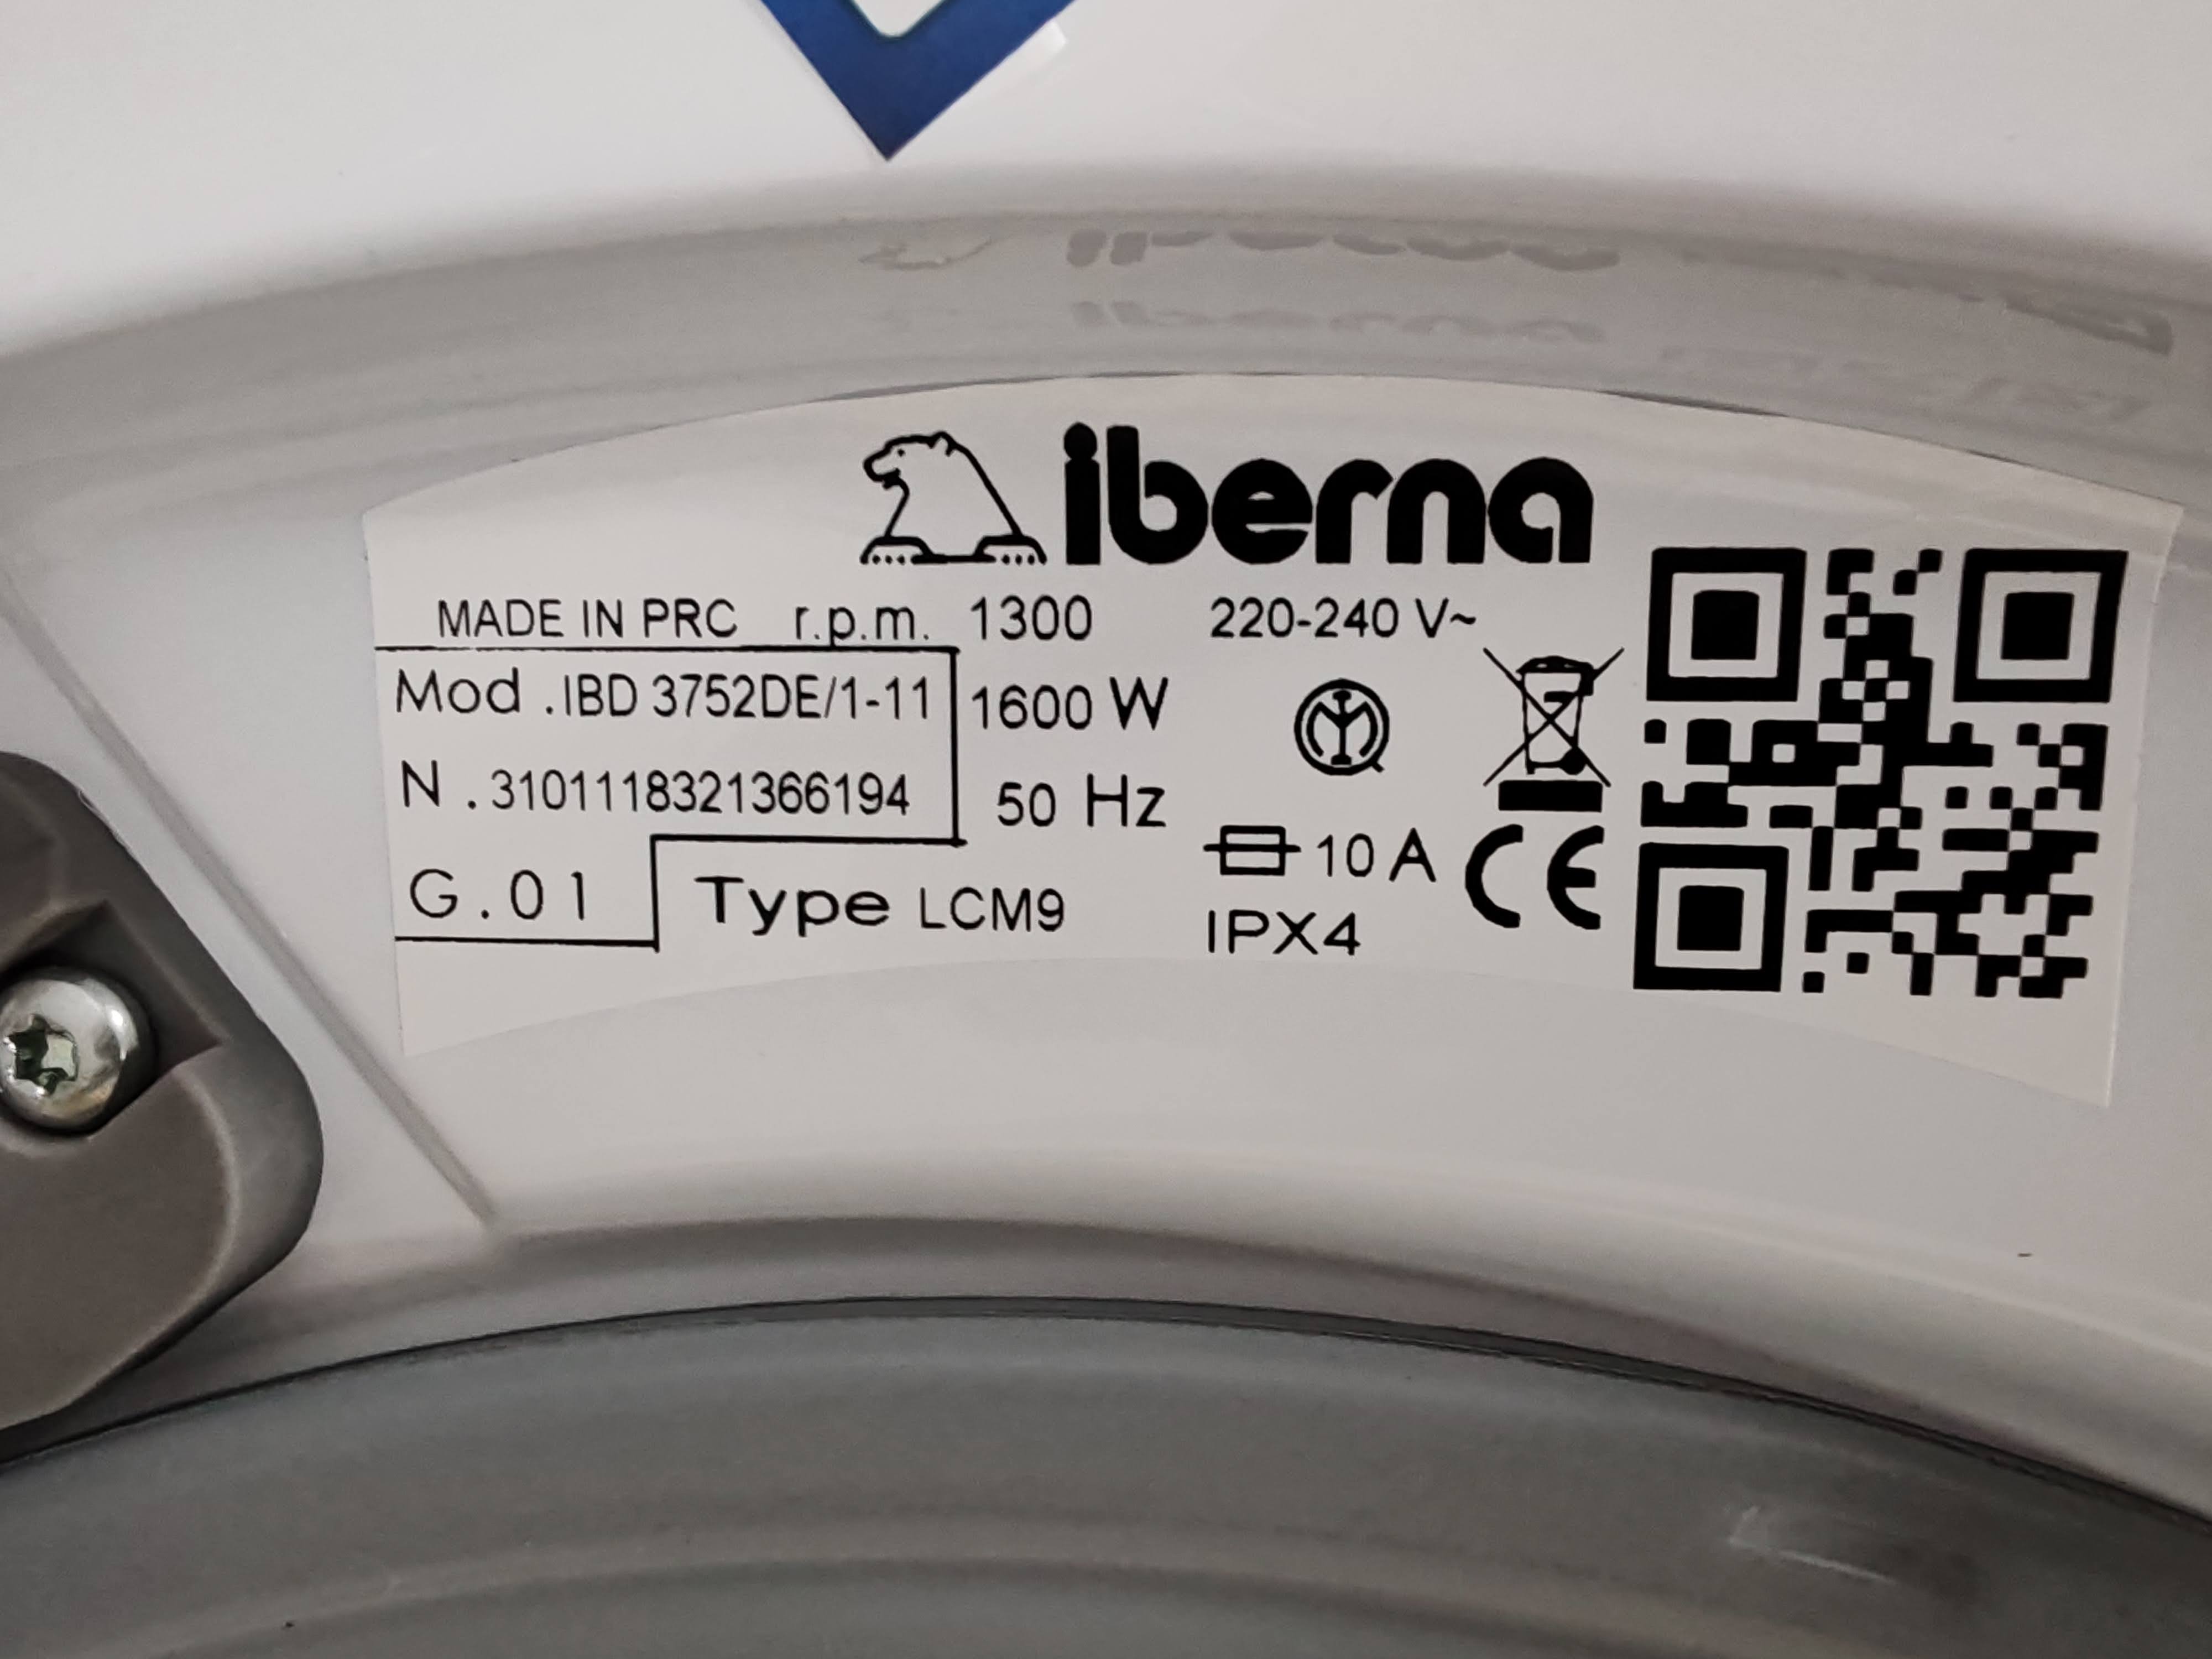 iberna
MADE IN PRC r.p.m. 1300 220-240 V~
Mod .IBD 3752DE/1-11 1600 W
N .3101118321366194 50 Hz
10 A CE
G.01 Type LCM9 IPX4